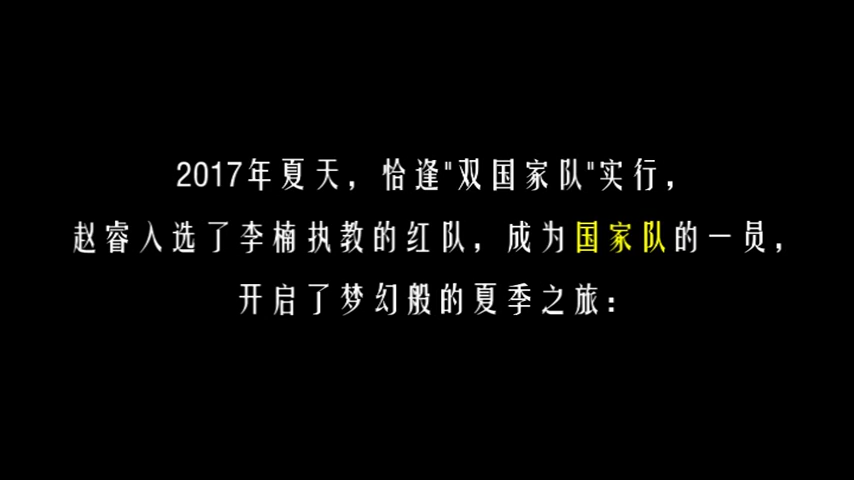 2017年夏天，恰逢"双国家队"实行，
赵睿入选了李楠执教的红队，成为国家队的一员，
开启了梦幻般的夏季之旅：